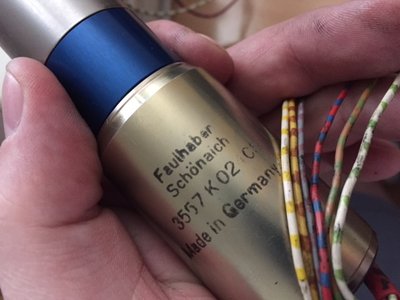 Faulhaber
Schönaich
3557 K 02
Made in Germany